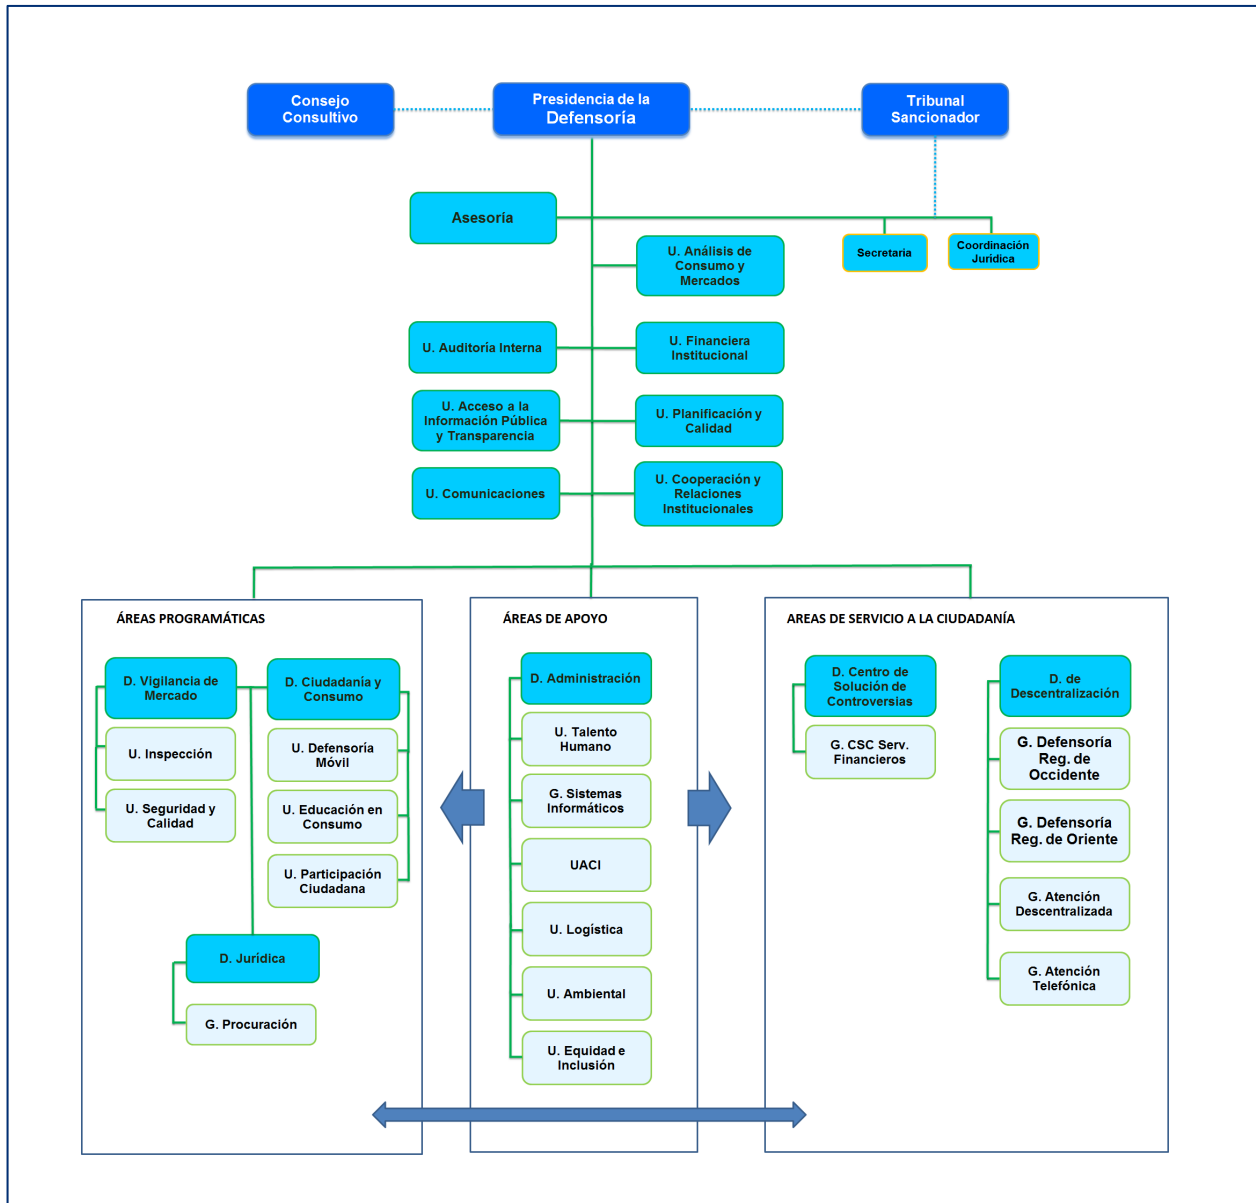 Consejo
Consultivo
Presidencia de la
Defensoría
Tribunal
Sancionador
Asesoría
Secretaria
Coordinación
Jurídica
U. Análisis de
Consumo y
Mercados
U. Auditoría Interna
U. Financiera
Institucional
U. Acceso a la
Información Pública
y Transparencia
U. Planificación y
Calidad
U. Comunicaciones
U. Cooperación y
Relaciones
Institucionales
ÁREAS PROGRAMÁTICAS
D. Vigilancia de
Mercado
U. Inspección
U. Seguridad y
Calidad
D. Ciudadanía y
Consumo
U. Defensoría
Móvil
U. Educación en
Consumo
U. Participación
Ciudadana
D. Jurídica
G. Procuración
ÁREAS DE APOYO
D. Administración
U. Talento
Humano
G. Sistemas
Informáticos
UACI
U. Logística
U. Ambiental
U. Equidad e
Inclusión
AREAS DE SERVICIO A LA CIUDADANÍA
D. Centro de
Solución de
Controversias
G. CSC Serv.
Financieros
D. de
Descentralización
G. Defensoría
Reg. de
Occidente
G. Defensoría
Reg. de Oriente
G. Atención
Descentralizada
G. Atención
Telefónica